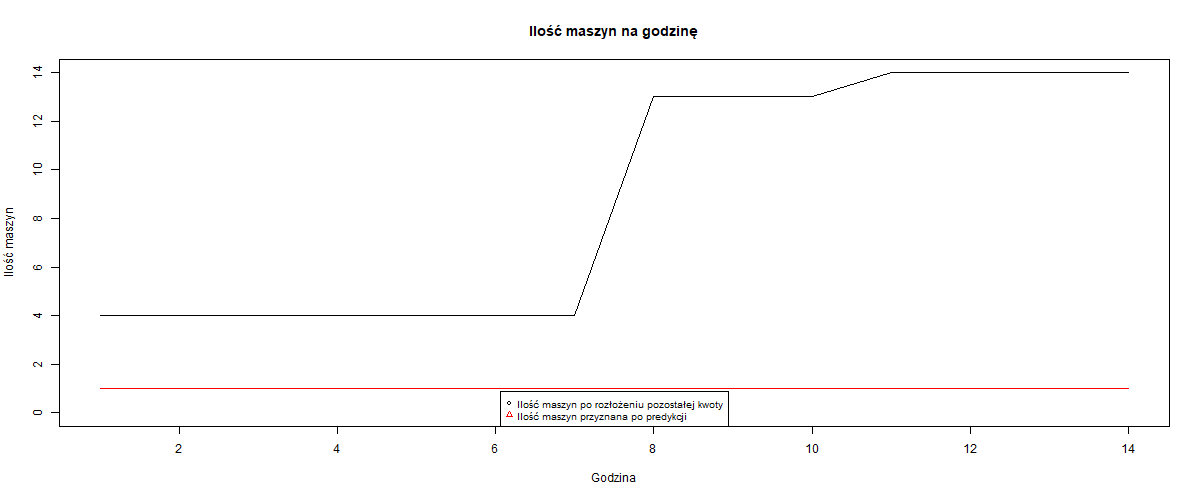 Ilość maszyn na godzinę
Ilość maszyn
14
12
10
8
6
4
2
0
Ilość maszyn po rozłożeniu pozostałej kwoty
Ilość maszyn przyznana po predykcji
2 4 6 8 10 12 14
Godzina